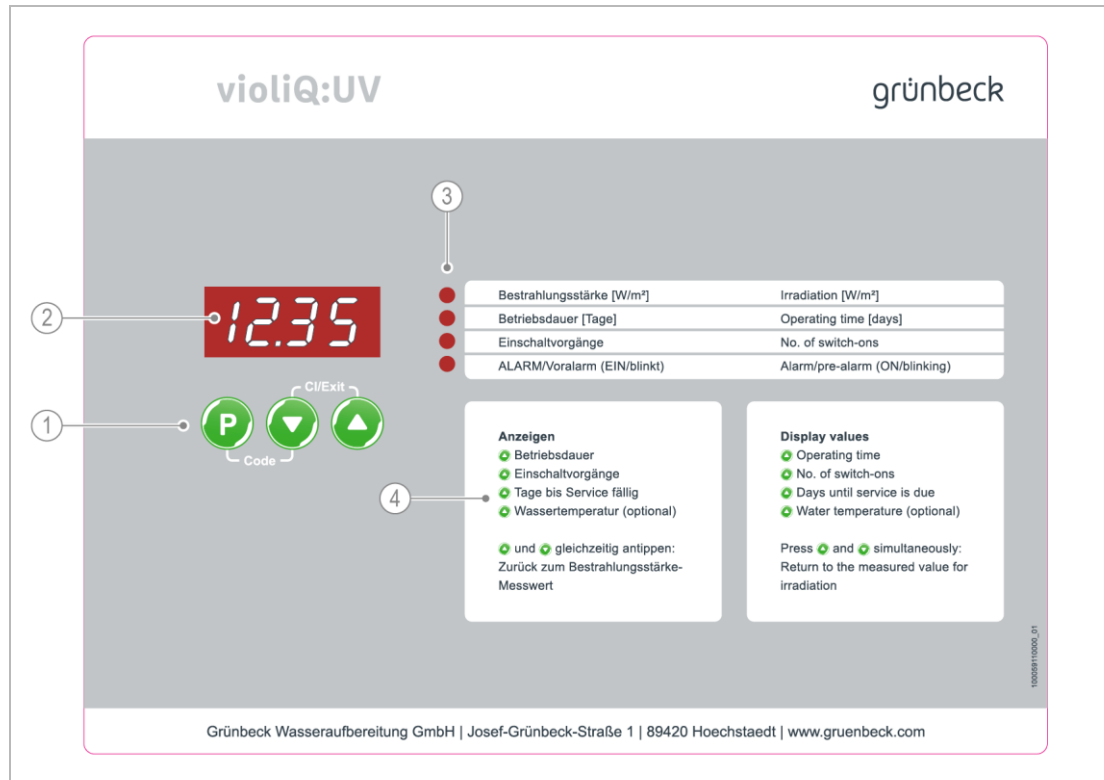 violiQ:UV
grünbeck
3
2
12.35
Bestrahlungsstärke [W/m²] Irradiation [W/m²]
Betriebsdauer [Tage] Operating time [days]
Einschaltvorgänge No. of switch-ons
ALARM/Voralarm (EIN/blinkt) Alarm/pre-alarm (ON/blinking)
Cl/Exit
1
P
Code
4
Anzeigen
Betriebsdauer
Einschaltvorgänge
Tage bis Service fällig
Wassertemperatur (optional)
und gleichzeitig antippen:
Zurück zum Bestrahlungsstärke-
Messwert
Display values
Operating time
No. of switch-ons
Days until service is due
Water temperature (optional)
Press and simultaneously:
Return to the measured value for
irradiation
100059110000_01
Grünbeck Wasseraufbereitung GmbH | Josef-Grünbeck-Straße 1 | 89420 Hoechstaedt | www.gruenbeck.com